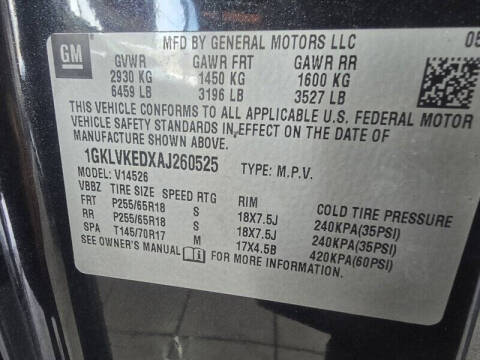 GM MFD BY GENERAL MOTORS LLC 05
GVWR GAWR FRT GAWR RR
2930 KG 1450 KG 1600 KG
6459 LB 3196 LB 3527 LB
THIS VEHICLE CONFORMS TO ALL APPLICABLE U.S. FEDERAL MOTOR
VEHICLE SAFETY STANDARDS IN EFFECT ON THE DATE OF
MANUFACTURE SHOWN ABOVE.
1GKLVKEDXAJ260525 TYPE: M.P.V.
MODEL: V14526
VBBZ TIRE SIZE SPEED RTG RIM COLD TIRE PRESSURE
FRT P255/65R18 S 18X7.5J 240KPA(35PSI)
RR P255/65R18 S 18X7.5J 240KPA(35PSI)
SP T145/70R17 M 17X4.5B 420KPA(60PSI)
SEE OWNER'S MANUAL FOR MORE INFORMATION.